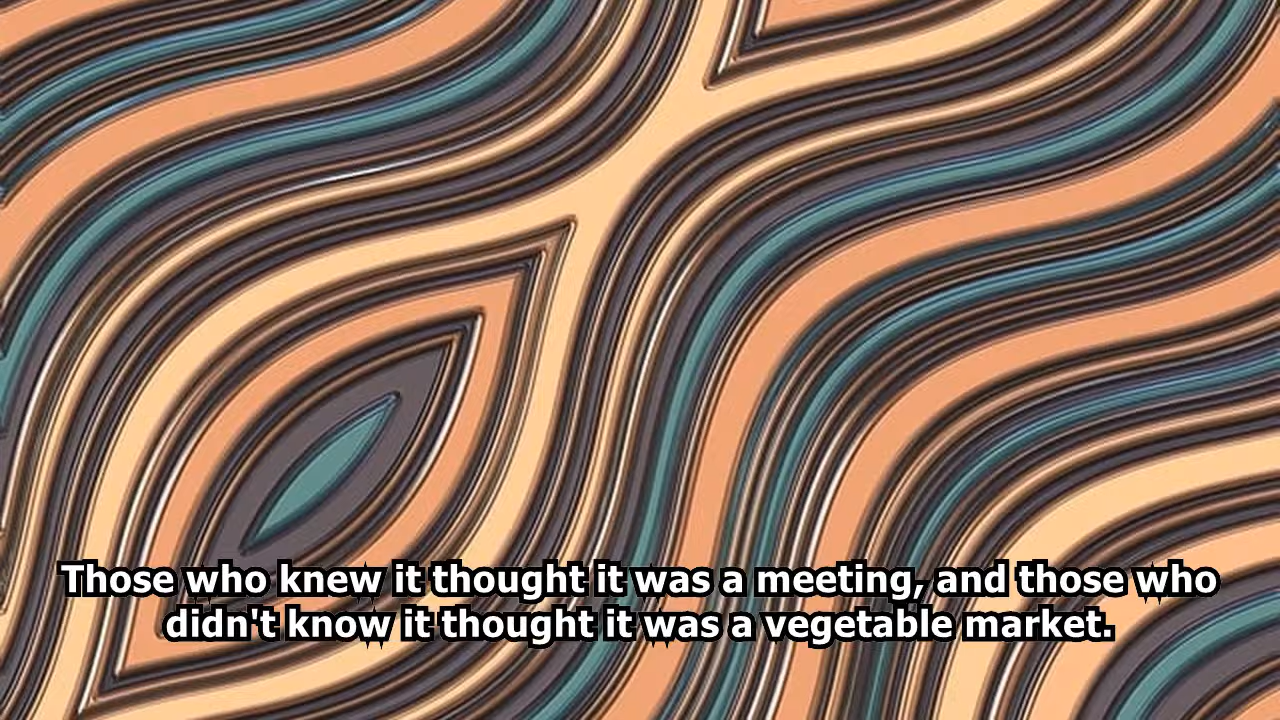 Those who knew it thought it was a meeting, and those who
didn't know it thought it was a vegetable market.